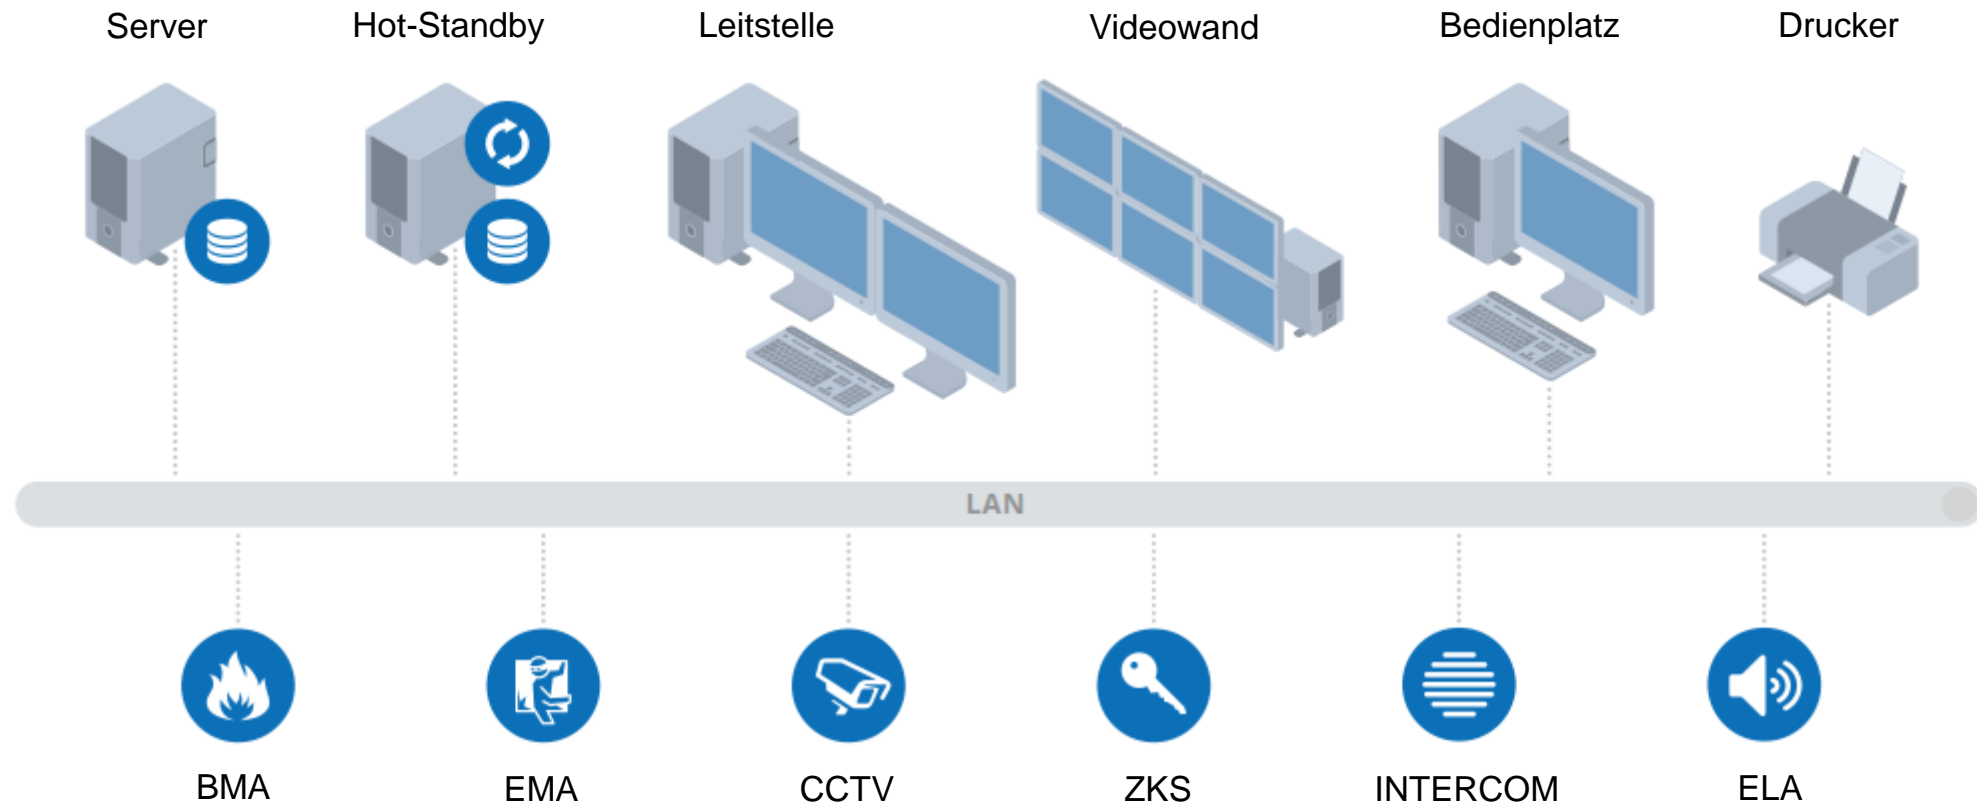 Server
Hot-Standby
Leitstelle
Videowand
Bedienplatz
Drucker
LAN
BMA
EMA
CCTV
ZKS
INTERCOM
ELA